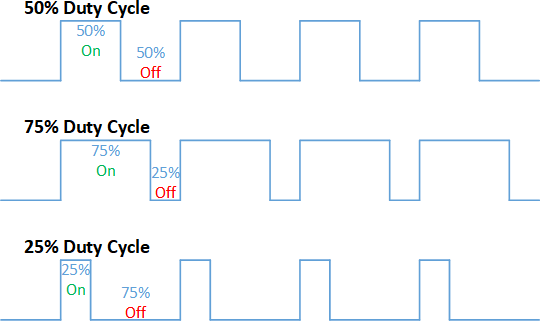 50% Duty Cycle
50%
On
50%
Off
75% Duty Cycle
75%
On
25%
Off
25% Duty Cycle
25%
On
75%
Off